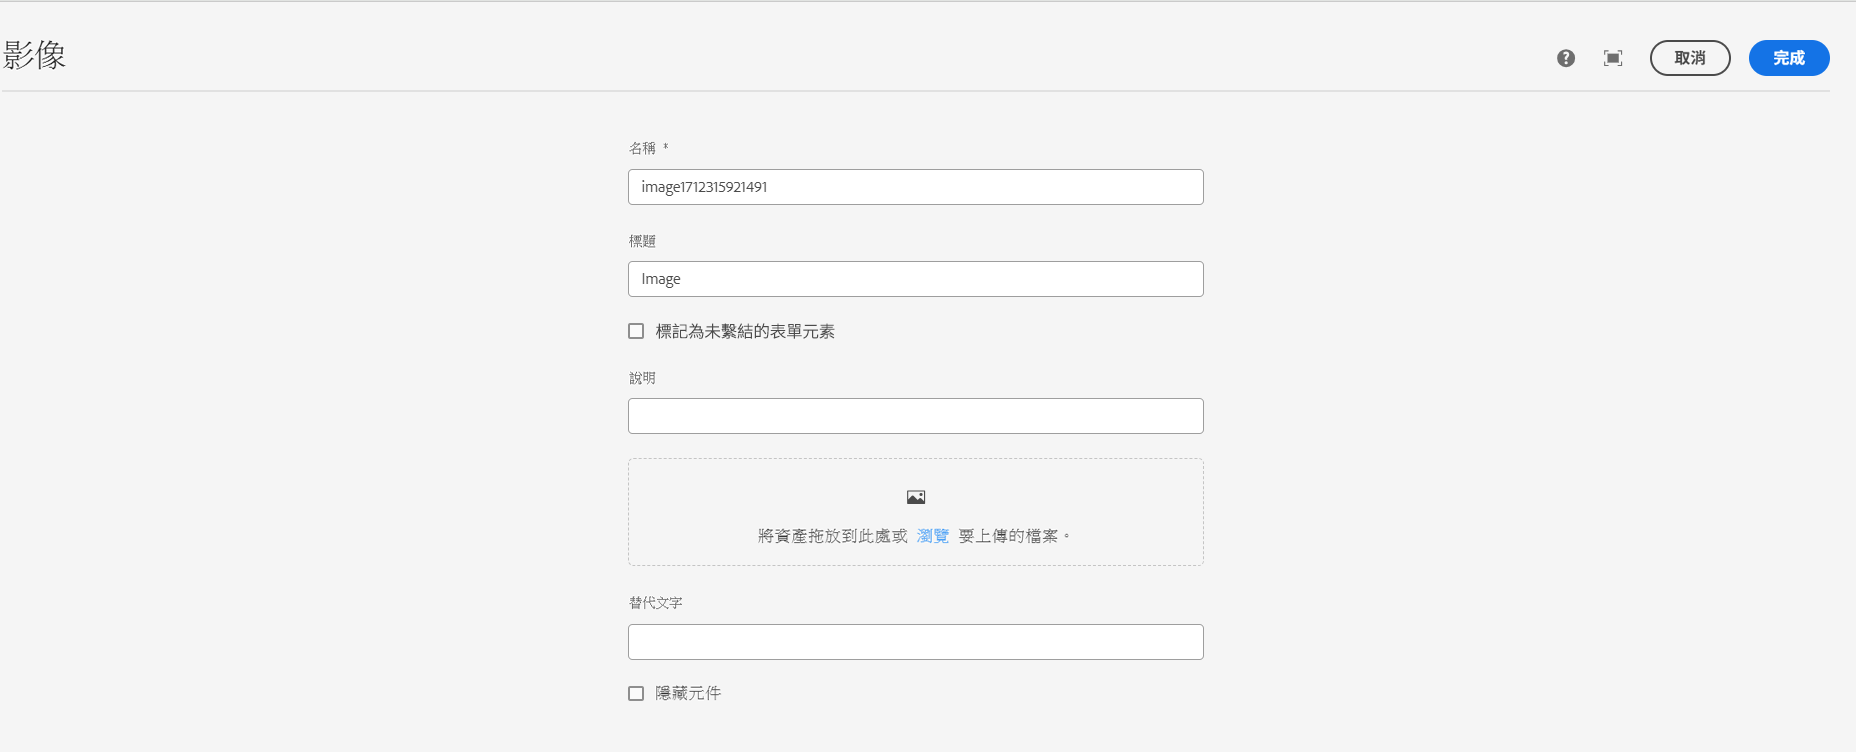 影像
取消
完成
名稱 *
image1712315921491
標題
Image
標記為未繫結的表單元素
說明
將資產拖放到此處或 瀏覽 要上傳的檔案。
替代文字
隱藏元件